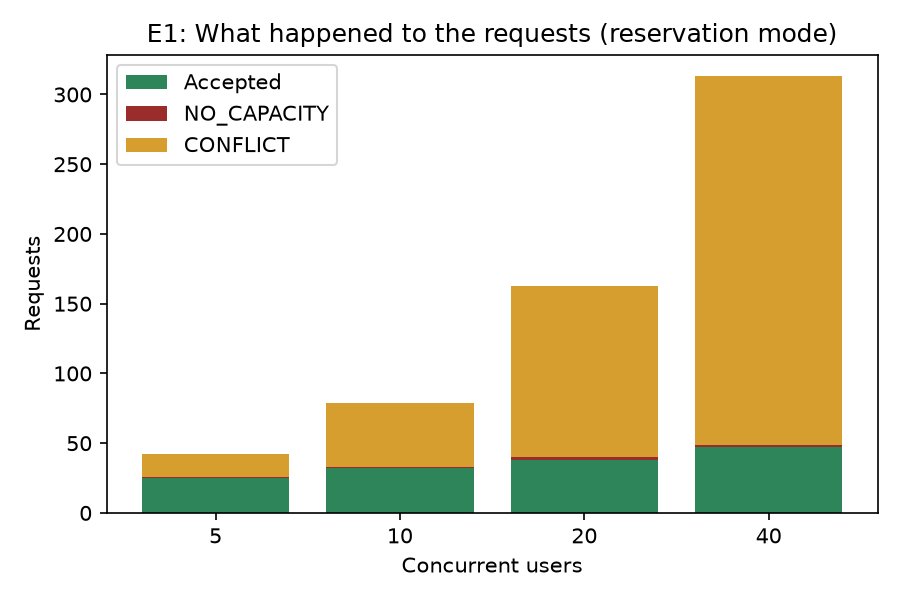 E1: What happened to the requests (reservation mode)
Accepted
NO_CAPACITY
CONFLICT
Requests
300
250
200
150
100
50
0
5
10
20
40
Concurrent users